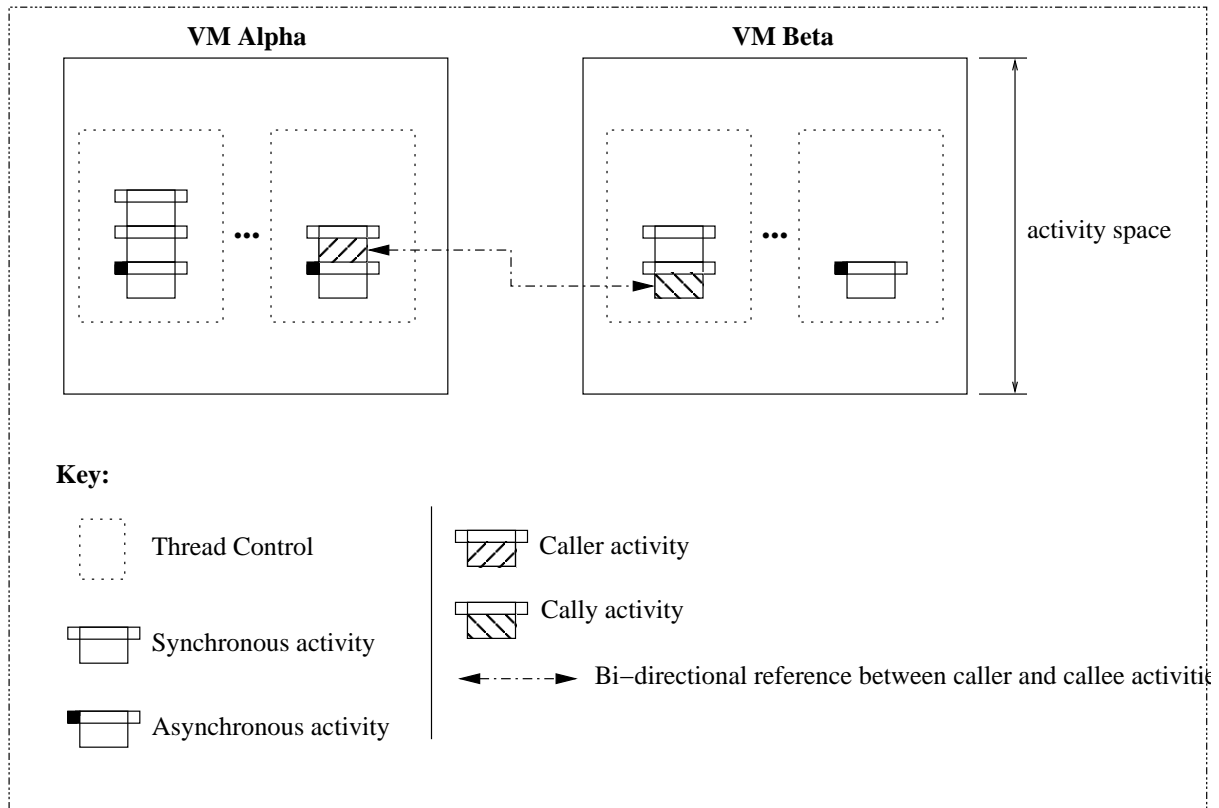 VM Alpha
VM Beta
...
...
activity space
Key:
Thread Control
Synchronous activity
Asynchronous activity
Caller activity
Cally activity
Bi−directional reference between caller and callee activitie